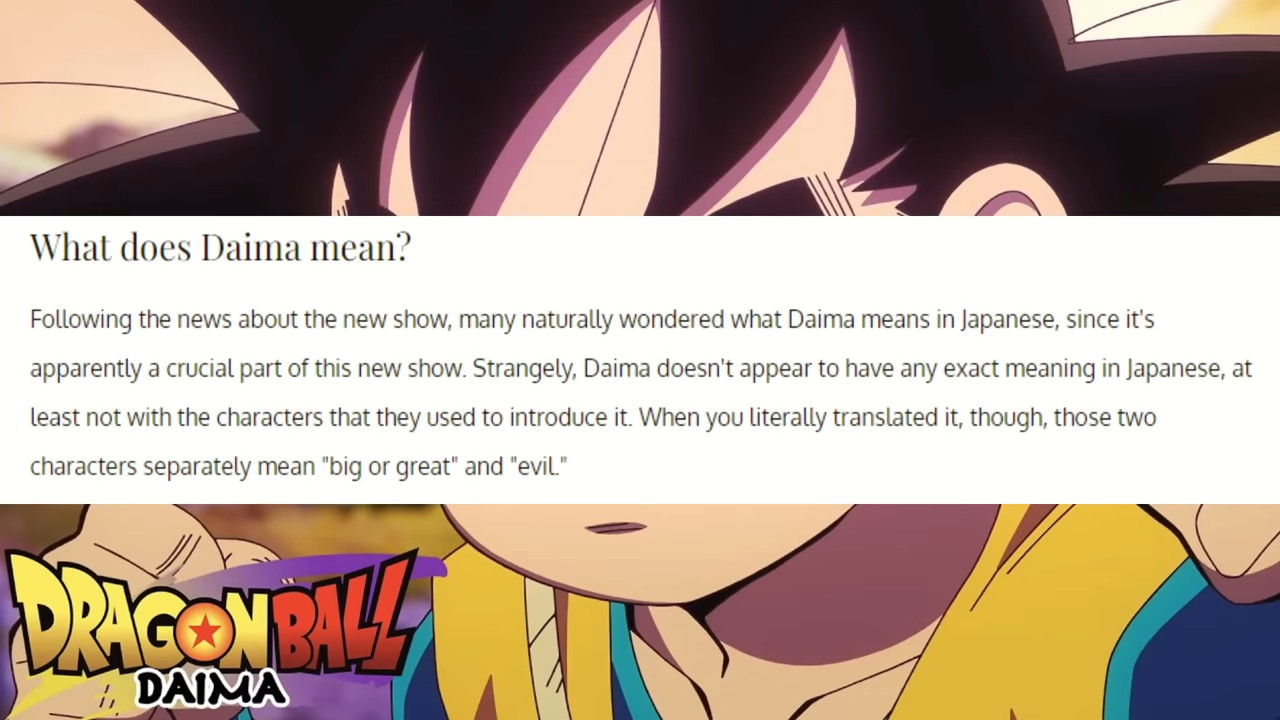 What does Daima mean?
Following the news about the new show, many naturally wondered what Daima means in Japanese, since it's
apparently a crucial part of this new show. Strangely, Daima doesn't appear to have any exact meaning in Japanese, at
least not with the characters that they used to introduce it. When you literally translated it, though, those two
characters separately mean "big or great" and "evil."
DRAGON BALL
DAIMA